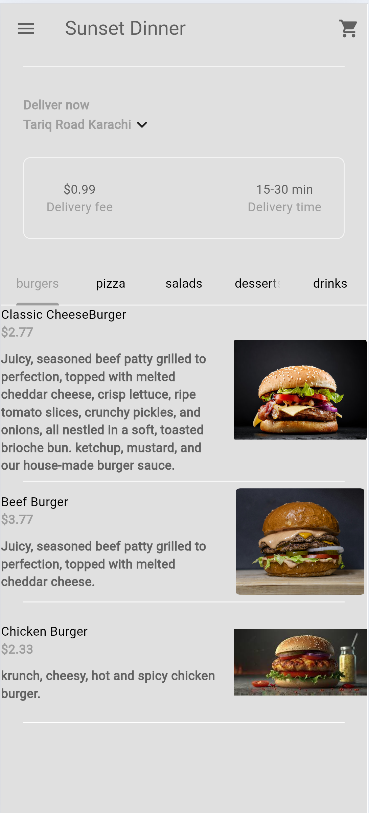 Sunset Dinner
Deliver now
Tariq Road Karachi
$0.99 15-30 min
Delivery fee Delivery time
burgers pizza salads dessert drinks
Classic CheeseBurger
$2.77
Juicy, seasoned beef patty grilled to
perfection, topped with melted
cheddar cheese, crisp lettuce, ripe
tomato slices, crunchy pickles, and
onions, all nestled in a soft, toasted
brioche bun. ketchup, mustard, and
our house-made burger sauce.
Beef Burger
$3.77
Juicy, seasoned beef patty grilled to
perfection, topped with melted
cheddar cheese.
Chicken Burger
$2.33
krunch, cheesy, hot and spicy chicken
burger.